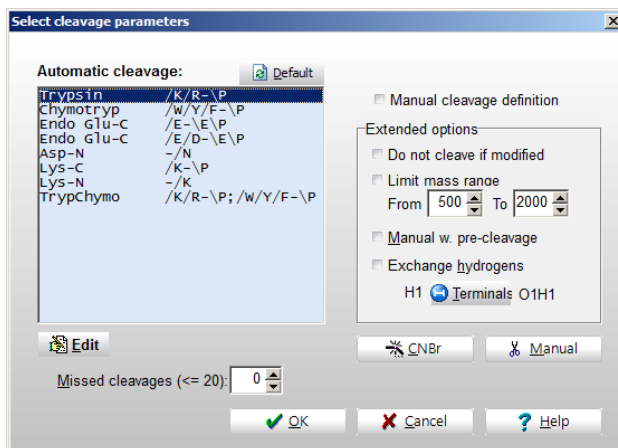 Select cleavage parameters
Automatic cleavage:
Default
Trypsin /K/R-\P
Chymotryp /W/Y/F-\P
Endo Glu-C /E-\E\P
Endo Glu-C /E/D-\E\P
Asp-N -/N
Lys-C /K-\P
Lys-N -/K
TrypChymo /K/R-\P;/W/Y/F-\P
Edit
Missed cleavages (<= 20): 0
Manual cleavage definition
Extended options
Do not cleave if modified
Limit mass range
From 500 To 2000
Manual w. pre-cleavage
Exchange hydrogens
H1 Terminals O1H1
CNBr
Manual
OK
Cancel
Help